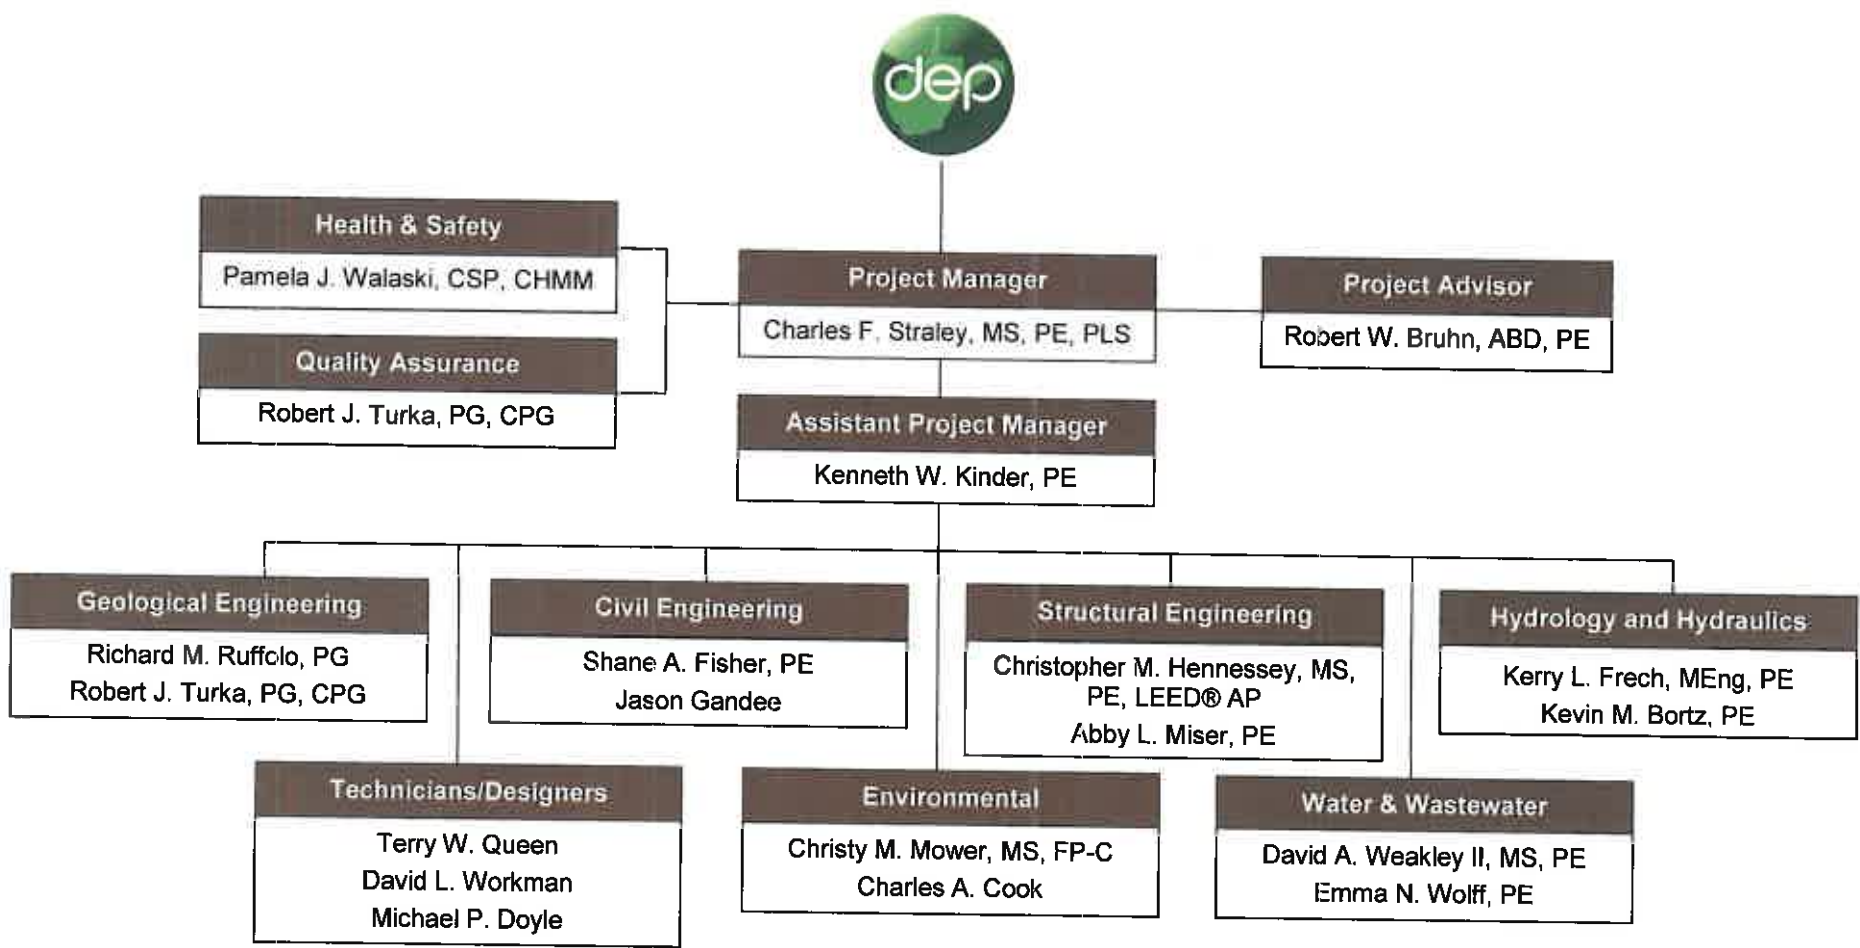 dep
Health & Safety
Pamela J. Walaski, CSP, CHMM
Quality Assurance
Robert J. Turka, PG, CPG
Project Manager
Charles F. Straley, MS, PE, PLS
Project Advisor
Robert W. Bruhn, ABD, PE
Assistant Project Manager
Kenneth W. Kinder, PE
Geological Engineering
Richard M. Ruffolo, PG
Robert J. Turka, PG, CPG
Civil Engineering
Shane A. Fisher, PE
Jason Gandee
Structural Engineering
Christopher M. Hennessey, MS,
PE, LEED® AP
Abby L. Miser, PE
Hydrology and Hydraulics
Kerry L. Frech, MEng, PE
Kevin M. Bortz, PE
Technicians/Designers
Terry W. Queen
David L. Workman
Michael P. Doyle
Environmental
Christy M. Mower, MS, FP-C
Charles A. Cook
Water & Wastewater
David A. Weakley II, MS, PE
Emma N. Wolff, PE